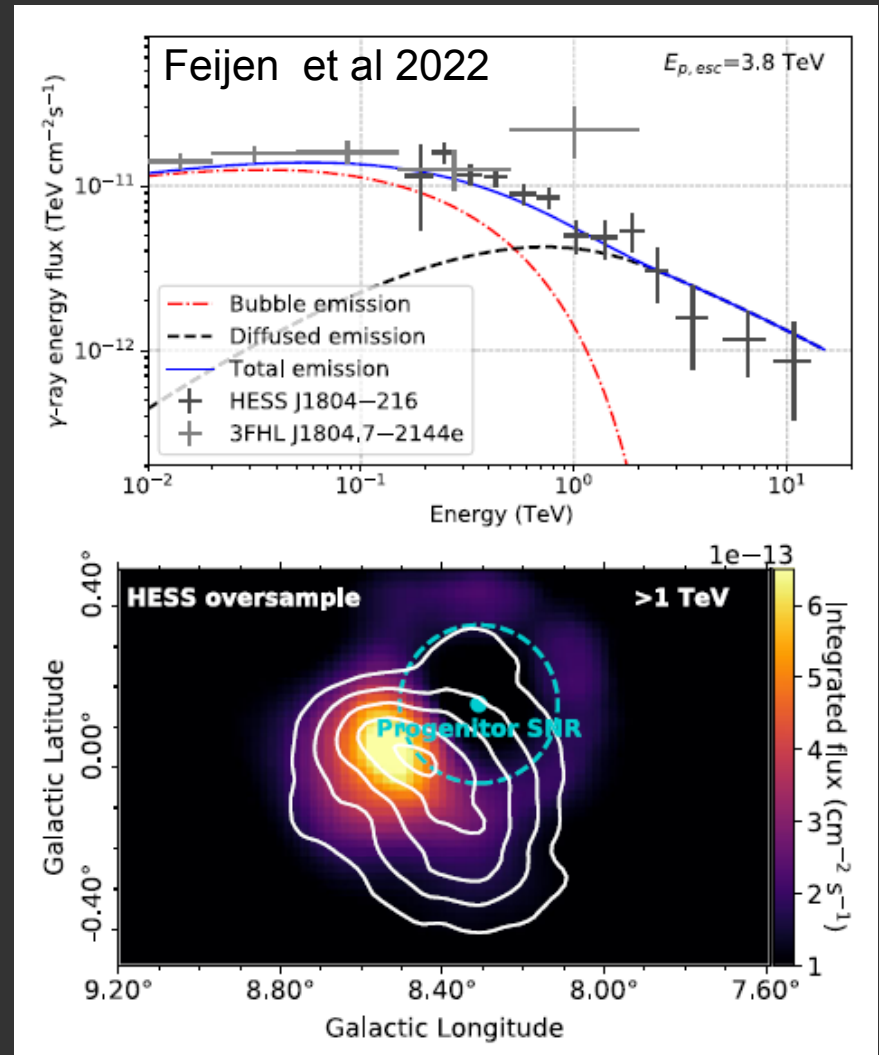 Feijen et al 2022
E_{p, esc}=3.8 TeV
γ-ray energy flux (TeV cm⁻²s⁻¹)
10⁻¹¹
10⁻¹²
Bubble emission
Diffused emission
Total emission
HESS J1804−216
3FHL J1804.7−2144e
10⁻² 10⁻¹ 10⁰ 10¹
Energy (TeV)
1e−13
HESS oversample >1 TeV
Progenitor SNR
Galactic Latitude
0.40°
0.00°
-0.40°
9.20° 8.80° 8.40° 8.00° 7.60°
Galactic Longitude
6
5
4
3
2
1
Integrated flux (cm⁻² s⁻¹)